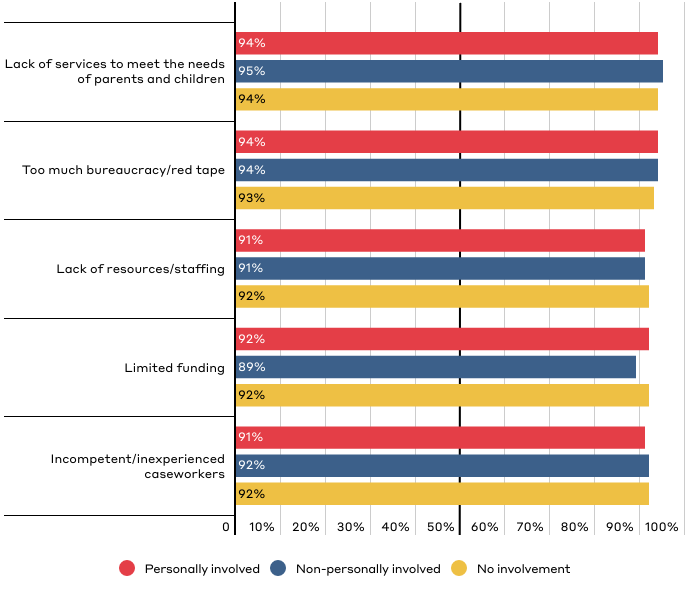 94%
Lack of services to meet the needs
of parents and children
95%
94%
94%
Too much bureaucracy/red tape
94%
93%
91%
Lack of resources/staffing
91%
92%
92%
Limited funding
89%
92%
91%
Incompetent/inexperienced
caseworkers
92%
92%
0 10% 20% 30% 40% 50% 60% 70% 80% 90% 100%
Personally involved Non-personally involved No involvement